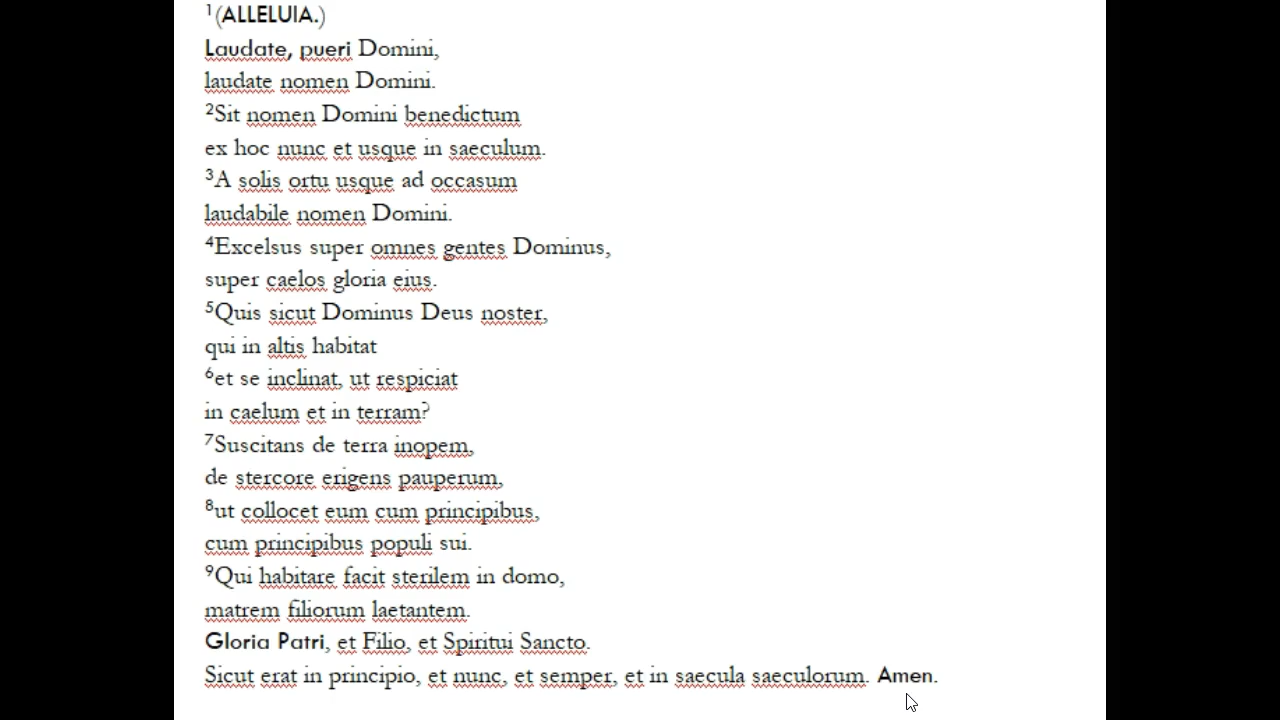 1(ALLELUIA.)
Laudate, pueri Domini,
laudate nomen Domini.
2Sit nomen Domini benedictum
ex hoc nunc et usque in saeculum.
3A solis ortu usque ad occasum
laudabile nomen Domini.
4Excelsus super omnes gentes Dominus,
super caelos gloria eius.
5Quis sicut Dominus Deus noster,
qui in altis habitat
6et se inclinat, ut respiciat
in caelum et in terram?
7Suscitans de terra inopem,
de stercore erigens pauperum,
8ut collocet eum cum principibus,
cum principibus populi sui.
9Qui habitare facit sterilem in domo,
matrem filiorum laetantem.
Gloria Patri, et Filio, et Spiritui Sancto.
Sicut erat in principio, et nunc, et semper, et in saecula saeculorum. Amen.